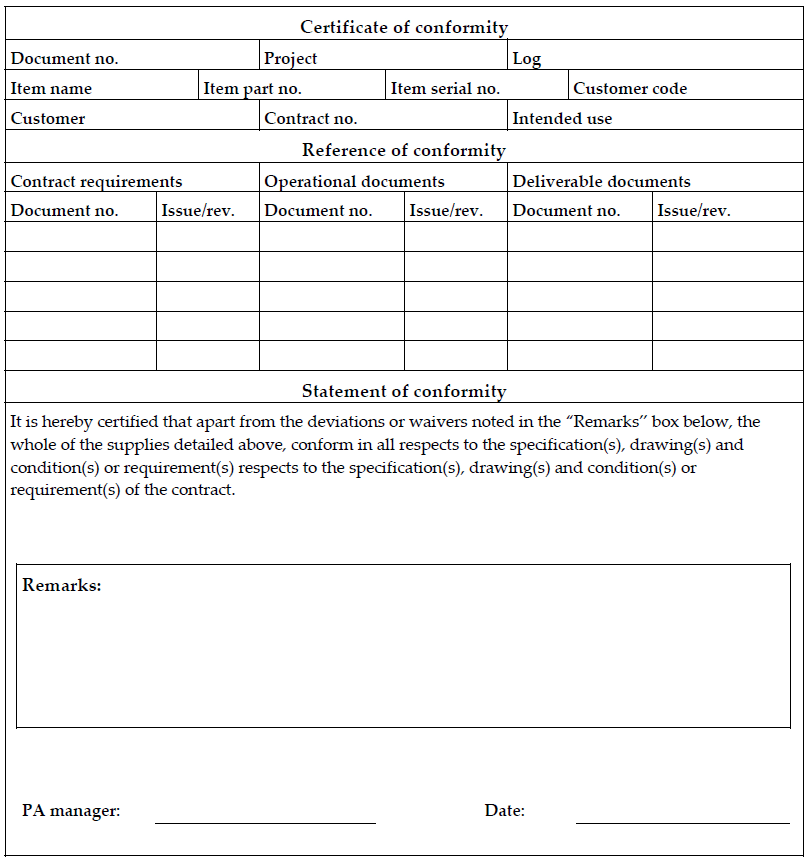 Certificate of conformity
Document no. Project Log
Item name Item part no. Item serial no. Customer code
Customer Contract no. Intended use
Reference of conformity
Contract requirements Operational documents Deliverable documents
Document no. Issue/rev. Document no. Issue/rev. Document no. Issue/rev.
Statement of conformity
It is hereby certified that apart from the deviations or waivers noted in the “Remarks” box below, the
whole of the supplies detailed above, conform in all respects to the specification(s), drawing(s) and
condition(s) or requirement(s) respects to the specification(s), drawing(s) and condition(s) or
requirement(s) of the contract.
Remarks:
PA manager: Date: